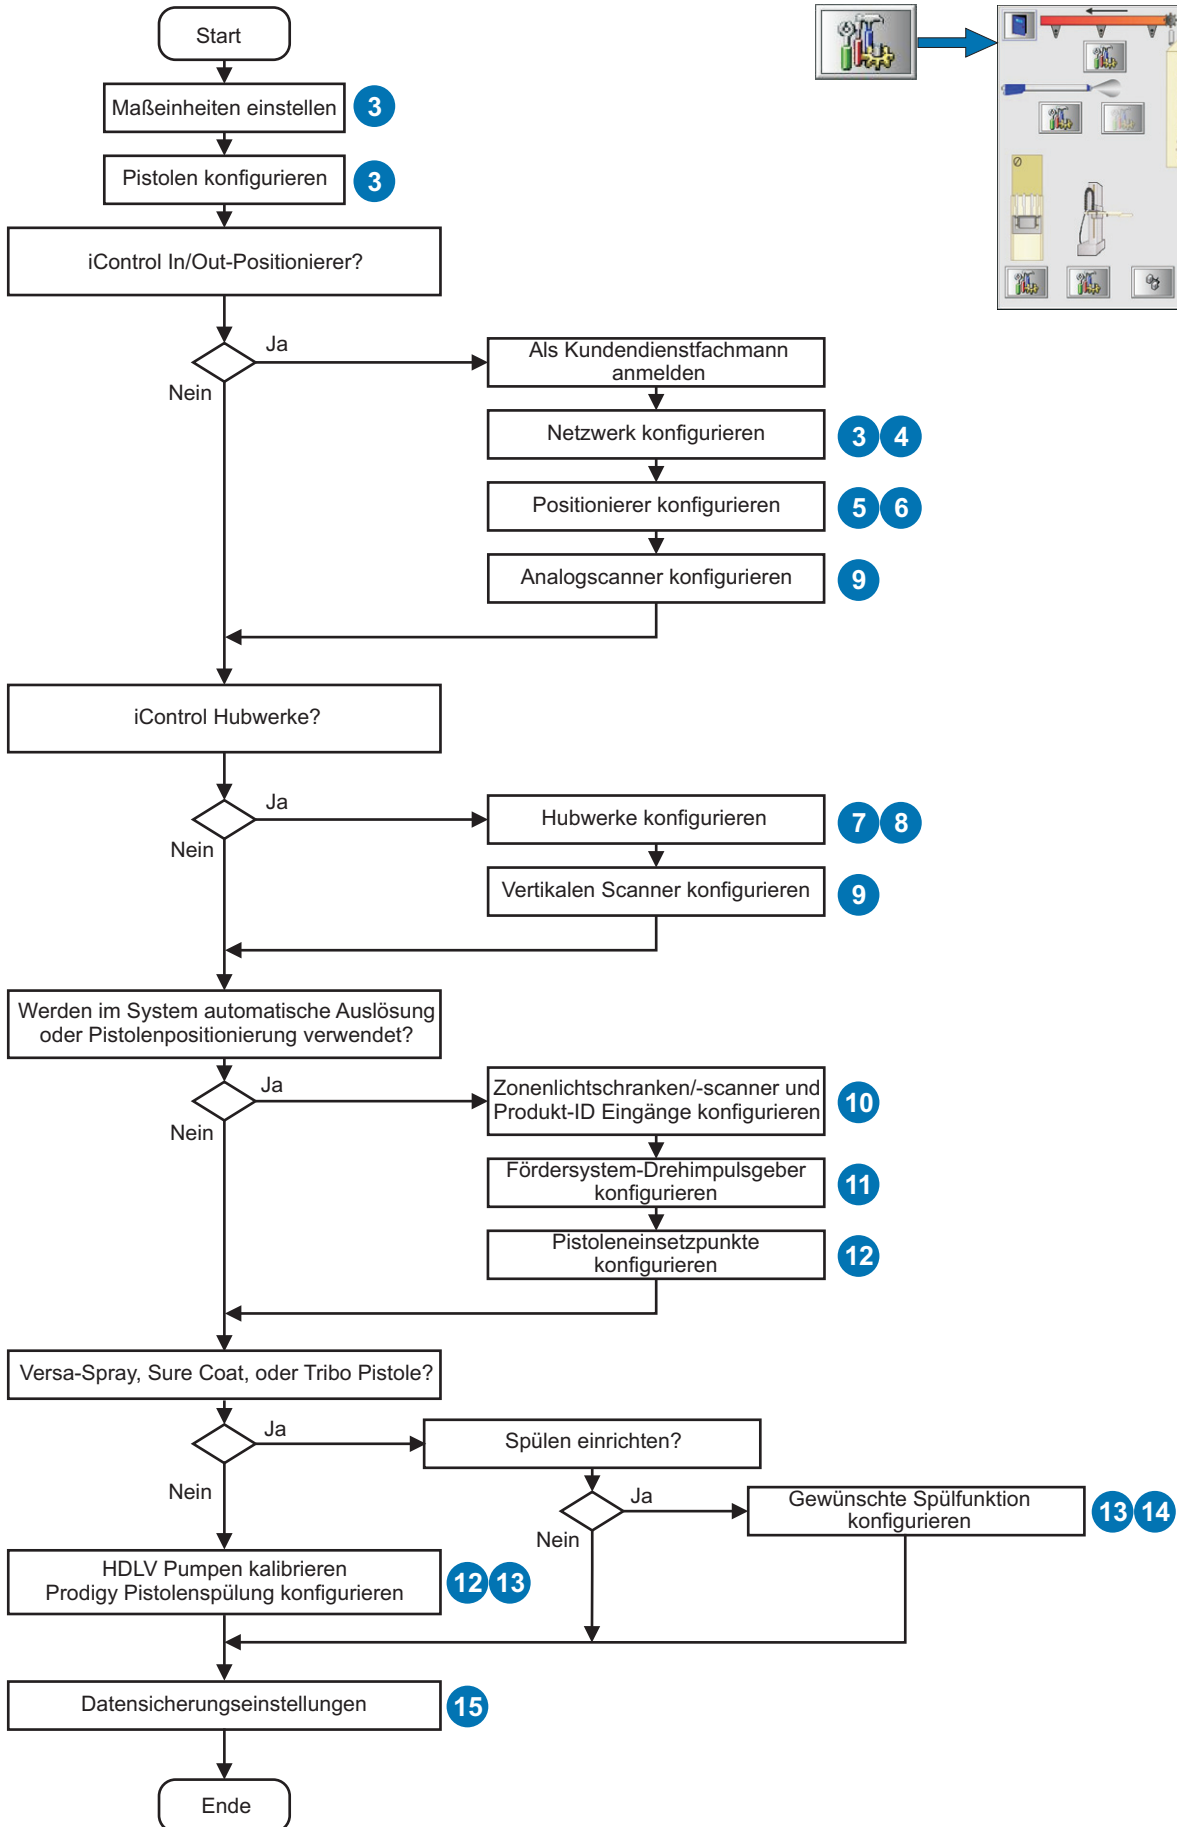 Start
Maßeinheiten einstellen
3
Pistolen konfigurieren
3
iControl In/Out-Positionierer?
Ja
Nein
Als Kundendienstfachmann
anmelden
Netzwerk konfigurieren
3 4
Positionierer konfigurieren
5 6
Analogscanner konfigurieren
9
iControl Hubwerke?
Ja
Nein
Hubwerke konfigurieren
7 8
Vertikalen Scanner konfigurieren
9
Werden im System automatische Auslösung
oder Pistolenpositionierung verwendet?
Ja
Nein
Zonenlichtschranken/-scanner und
Produkt-ID Eingänge konfigurieren
10
Fördersystem-Drehimpulsgeber
konfigurieren
11
Pistoleneinsetzpunkte
konfigurieren
12
Versa-Spray, Sure Coat, oder Tribo Pistole?
Ja
Nein
Spülen einrichten?
Ja
Nein
Gewünschte Spülfunktion
konfigurieren
13 14
HDLV Pumpen kalibrieren
Prodigy Pistolenspülung konfigurieren
12 13
Datensicherungseinstellungen
15
Ende